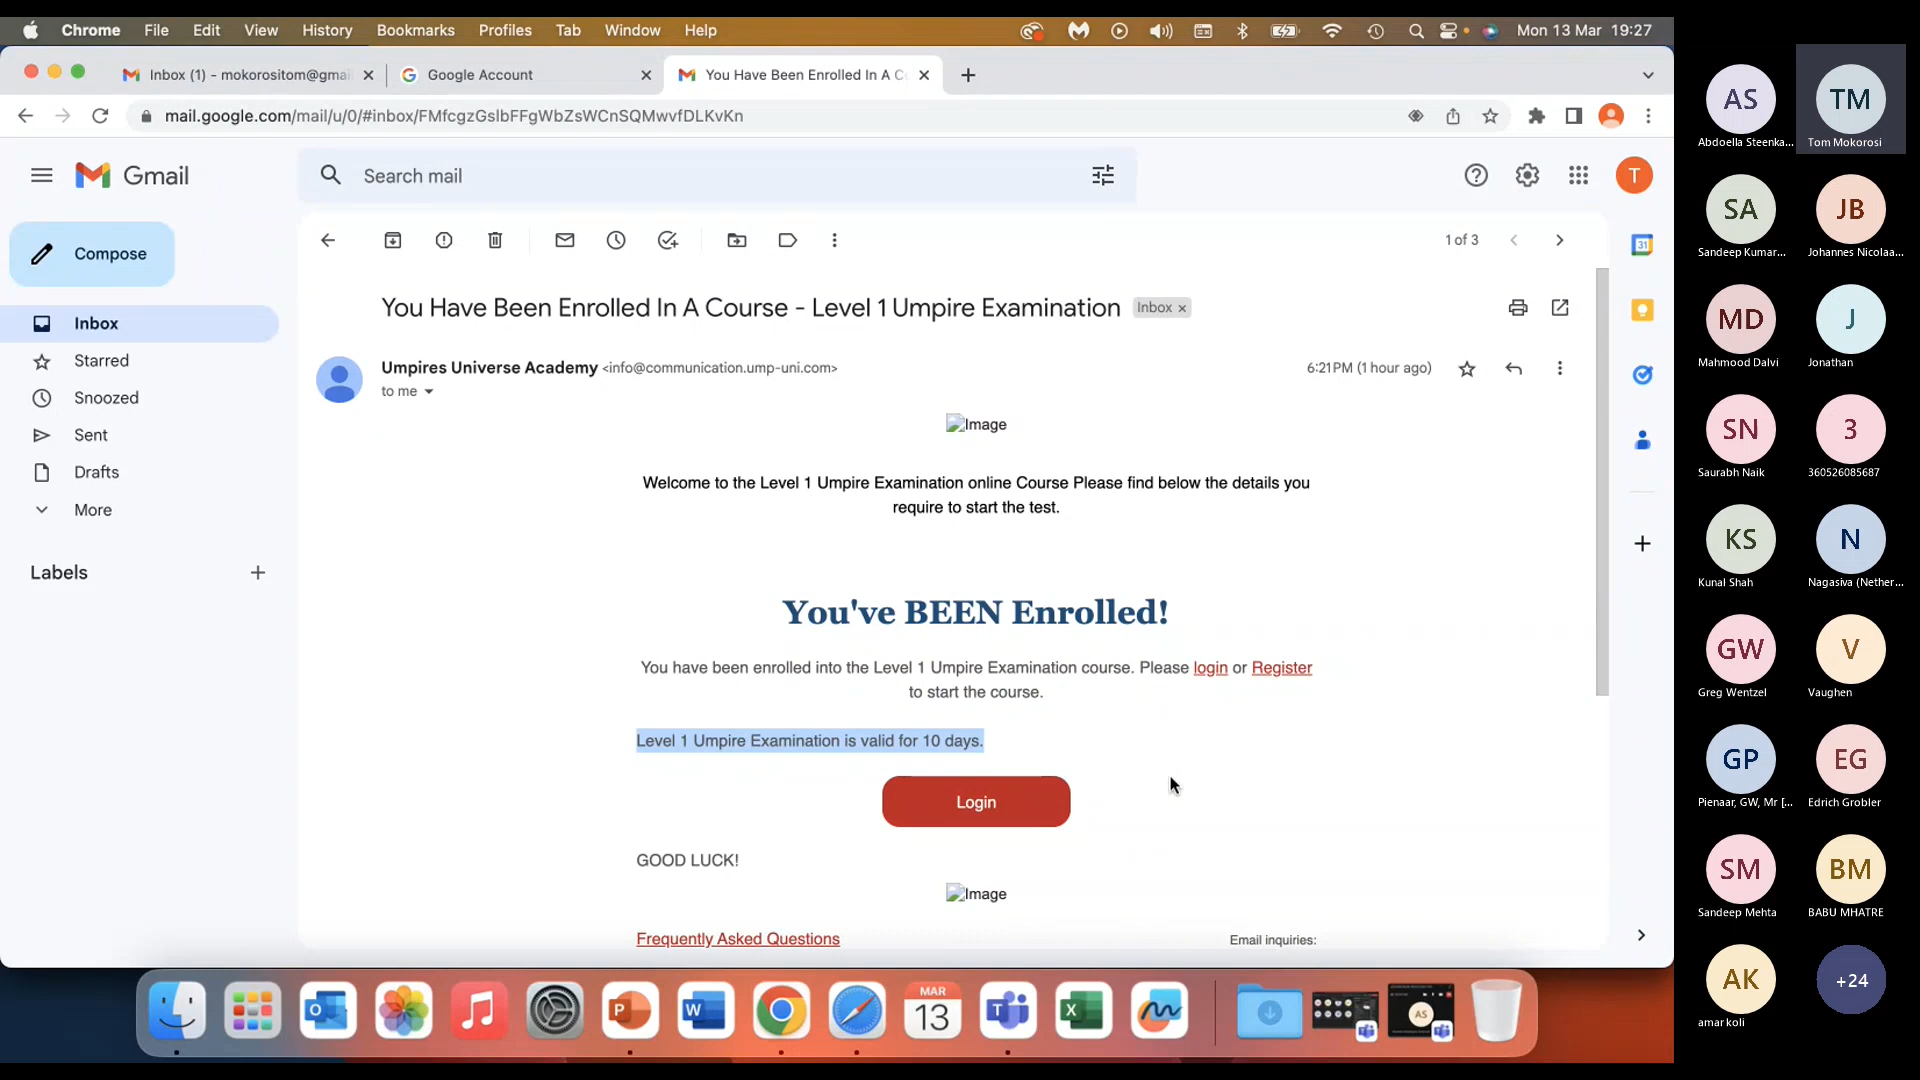 Chrome File Edit View History Bookmarks Profiles Tab Window Help
Mon 13 Mar 19:27
Inbox (1) - mokorositom@gmai
Google Account
You Have Been Enrolled In A Co
mail.google.com/mail/u/0/#inbox/FMfcgzGslbFFgWbZsWCnSQMwvfDLKvKn
Gmail
Search mail
T
Compose
1 of 3
31
Inbox
Starred
Snoozed
Sent
Drafts
More
Labels
You Have Been Enrolled In A Course - Level 1 Umpire Examination
Inbox x
Umpires Universe Academy <info@communication.ump-uni.com>
6:21 PM (1 hour ago)
to me
Image
Welcome to the Level 1 Umpire Examination online Course Please find below the details you
require to start the test.
You've BEEN Enrolled!
You have been enrolled into the Level 1 Umpire Examination course. Please login or Register
to start the course.
Level 1 Umpire Examination is valid for 10 days.
Login
GOOD LUCK!
Image
Frequently Asked Questions
Email inquiries:
MAR
13
AS
AS
Abdoella Steenka...
TM
Tom Mokorosi
SA
Sandeep Kumar...
JB
Johannes Nicolaa...
MD
Mahmood Dalvi
J
Jonathan
SN
Saurabh Naik
3
360526085687
KS
Kunal Shah
N
Nagasiva (Nether...
GW
Greg Wentzel
V
Vaughen
GP
Pienaar, GW, Mr [...
EG
Edrich Grobler
SM
Sandeep Mehta
BM
BABU MHATRE
AK
amar koli
+24